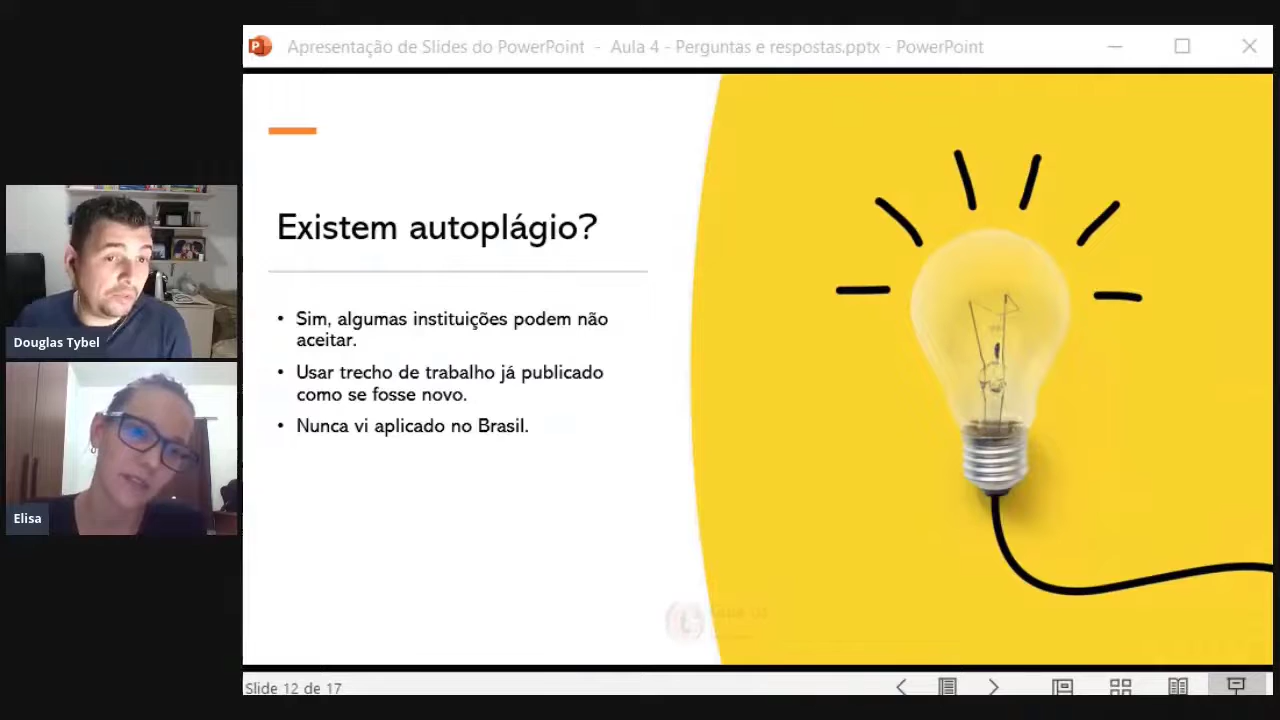 Apresentação de Slides do PowerPoint - Aula 4 - Perguntas e respostas.pptx - PowerPoint
Existem autoplágio?
• Sim, algumas instituições podem não
aceitar.
• Usar trecho de trabalho já publicado
como se fosse novo.
• Nunca vi aplicado no Brasil.
Douglas Tybel
Elisa
Slide 12 de 17